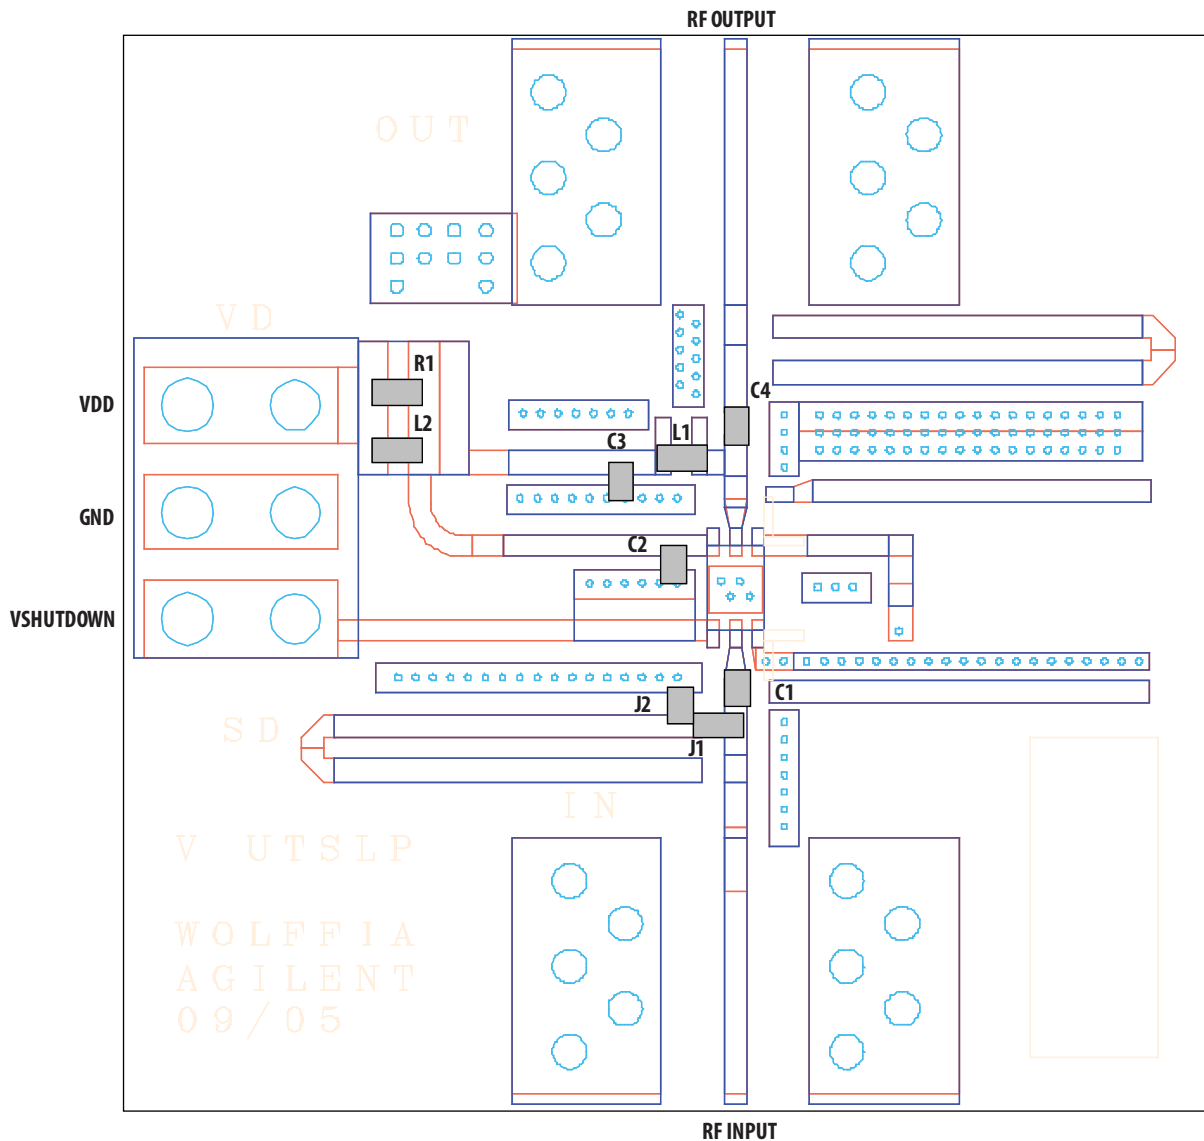 RF OUTPUT
OUT
VD
R1
VDD
C4
L2
C3
L1
GND
C2
VSHUTDOWN
C1
J2
SD
J1
IN
V UTSLP
WOLFFIA
AGILENT
09/05
RF INPUT